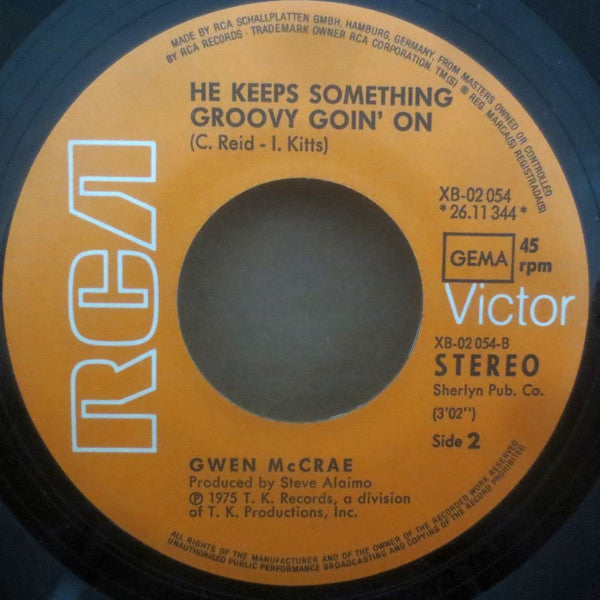 MADE BY RCA SCHALLPLATTEN GMBH, HAMBURG, GERMANY, FROM MASTERS OWNED OR CONTROLLED
BY RCA RECORDS · TRADEMARK OWNER RCA CORPORATION. TM(S) ® REG. MARCA(S) REGISTRADA(S)
HE KEEPS SOMETHING
GROOVY GOIN' ON
(C. Reid - I. Kitts)
RCA
XB-02 054
* 26.11 344 *
GEMA
45
rpm
Victor
XB-02 054-B
STEREO
Sherlyn Pub. Co.
(3'02")
Side 2
GWEN McCRAE
Produced by Steve Alaimo
℗ 1975 T. K. Records, a division
of T. K. Productions, Inc.
ALL RIGHTS OF THE MANUFACTURER AND OF THE OWNER OF THE RECORDED WORK RESERVED
UNAUTHORISED PUBLIC PERFORMANCE BROADCASTING AND COPYING OF THE RECORD PROHIBITED